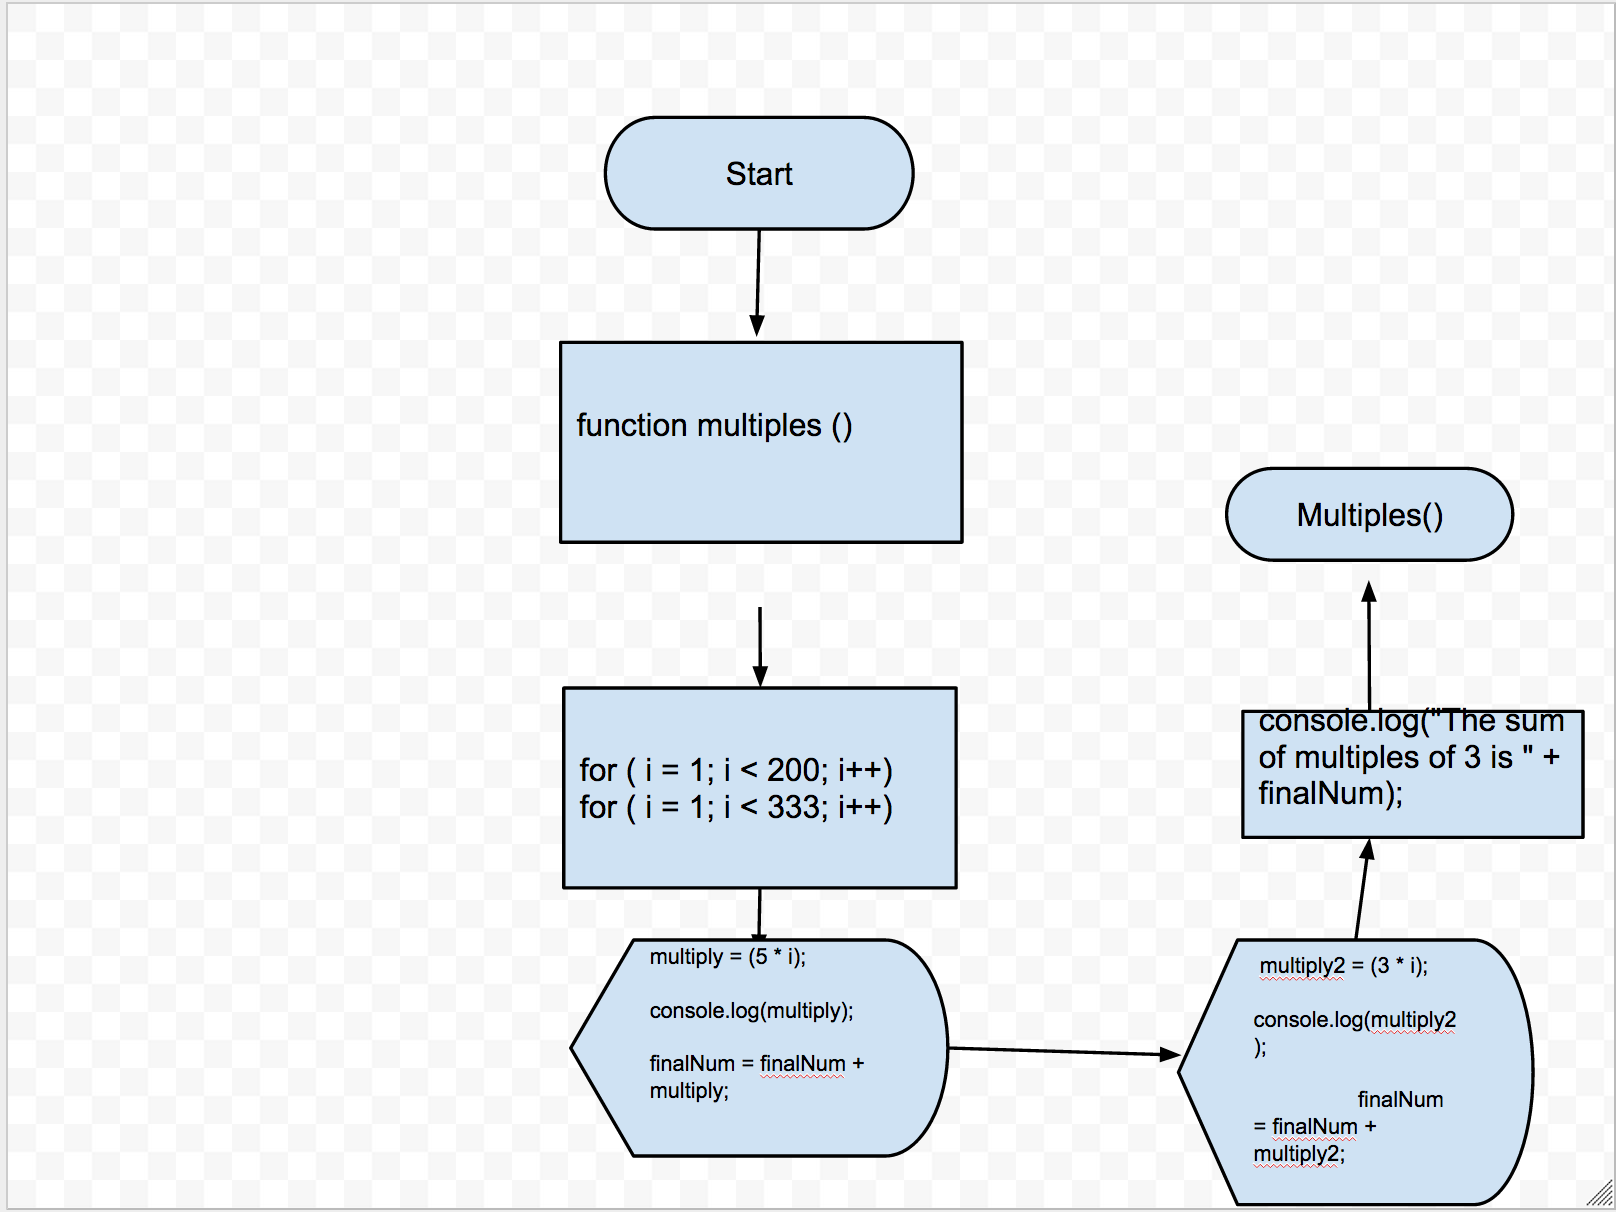 Start
function multiples ()
for ( i = 1; i < 200; i++)
for ( i = 1; i < 333; i++)
multiply = (5 * i);
console.log(multiply);
finalNum = finalNum +
multiply;
multiply2 = (3 * i);
console.log(multiply2
);
finalNum
= finalNum +
multiply2;
console.log("The sum
of multiples of 3 is " +
finalNum);
Multiples()